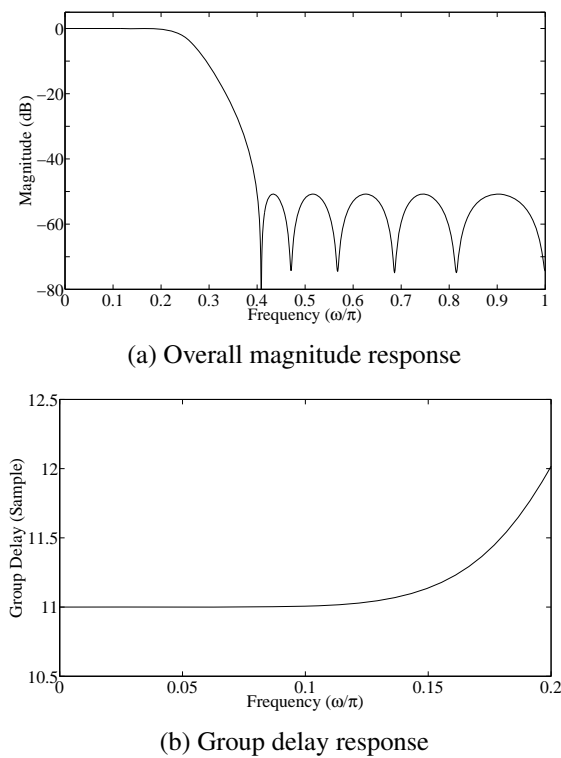 0
−20
−40
−60
−80
Magnitude (dB)
0 0.1 0.2 0.3 0.4 0.5 0.6 0.7 0.8 0.9 1
Frequency (ω/π)
(a) Overall magnitude response
12.5
12
11.5
11
10.5
Group Delay (Sample)
0 0.05 0.1 0.15 0.2
Frequency (ω/π)
(b) Group delay response